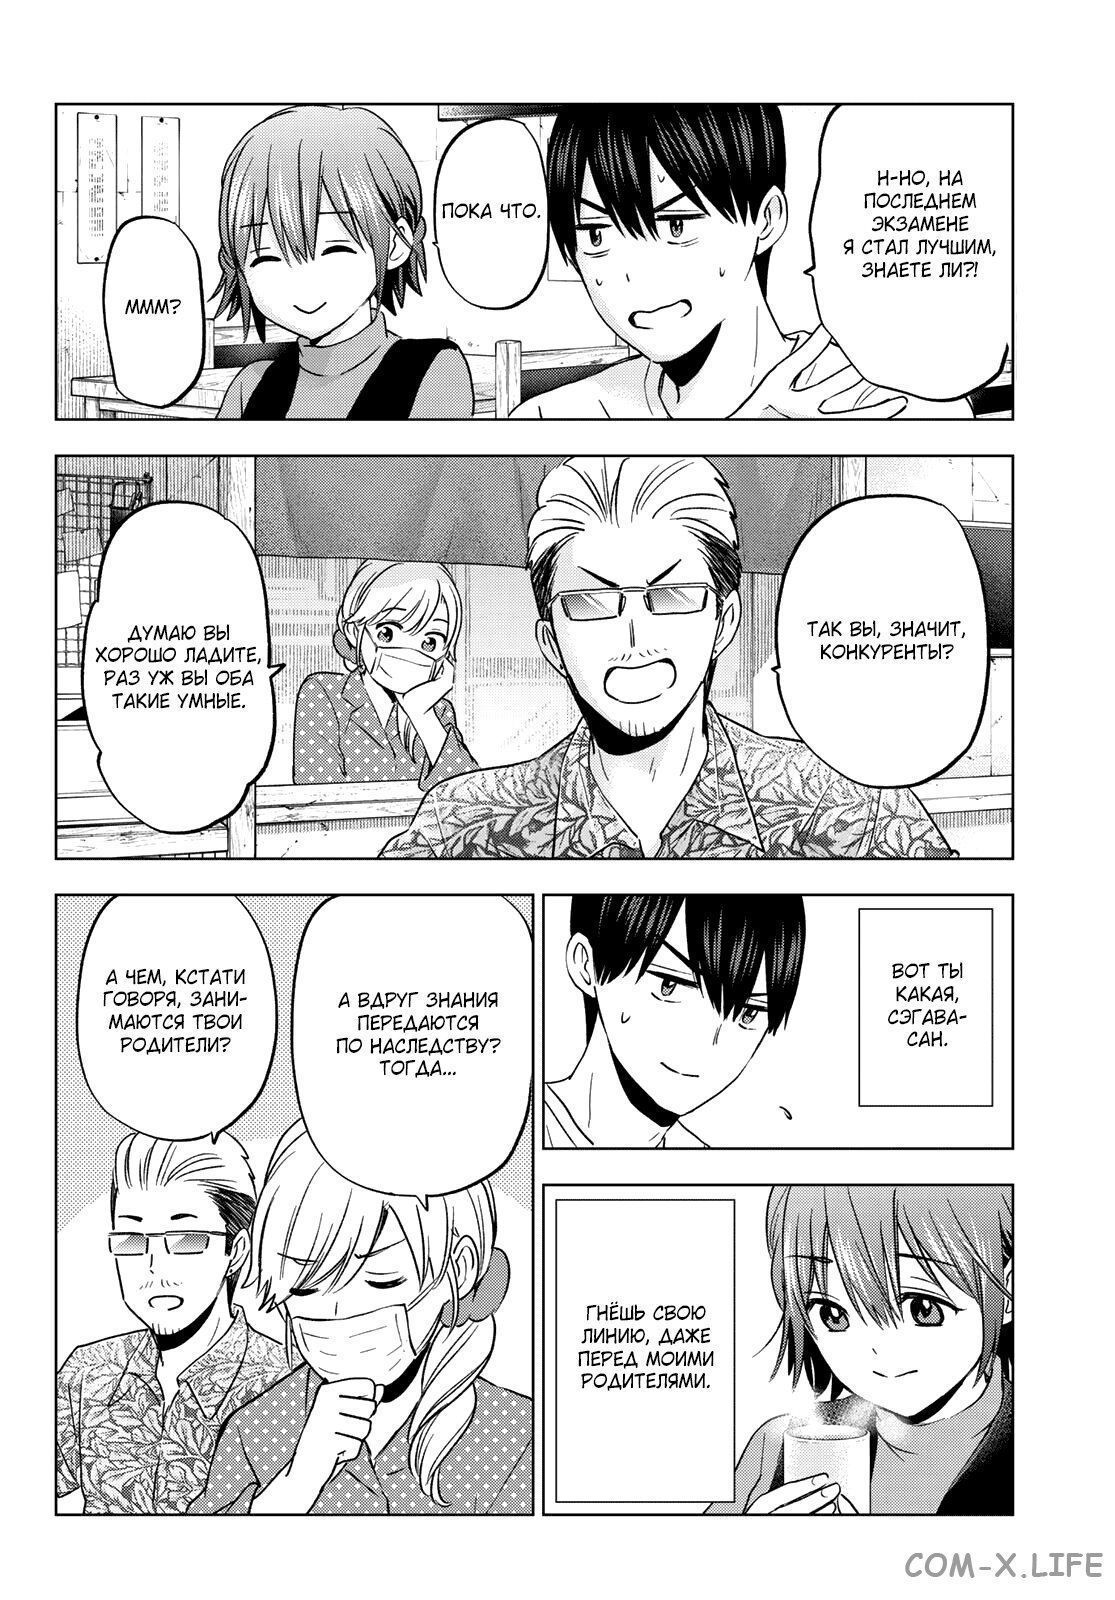 Н-НО, НА
ПОСЛЕДНЕМ
ЭКЗАМЕНЕ
Я СТАЛ ЛУЧШИМ,
ЗНАЕТЕ ЛИ?!
ПОКА ЧТО.
МММ?
ТАК ВЫ, ЗНАЧИТ,
КОНКУРЕНТЫ?
ДУМАЮ ВЫ
ХОРОШО ЛАДИТЕ,
РАЗ УЖ ВЫ ОБА
ТАКИЕ УМНЫЕ.
ВОТ ТЫ
КАКАЯ,
СЭГАВА-
САН.
ГНЁШЬ СВОЮ
ЛИНИЮ, ДАЖЕ
ПЕРЕД МОИМИ
РОДИТЕЛЯМИ.
А ВДРУГ ЗНАНИЯ
ПЕРЕДАЮТСЯ
ПО НАСЛЕДСТВУ?
ТОГДА...
А ЧЕМ, КСТАТИ
ГОВОРЯ, ЗАНИ-
МАЮТСЯ ТВОИ
РОДИТЕЛИ?
COM-X.LIFE